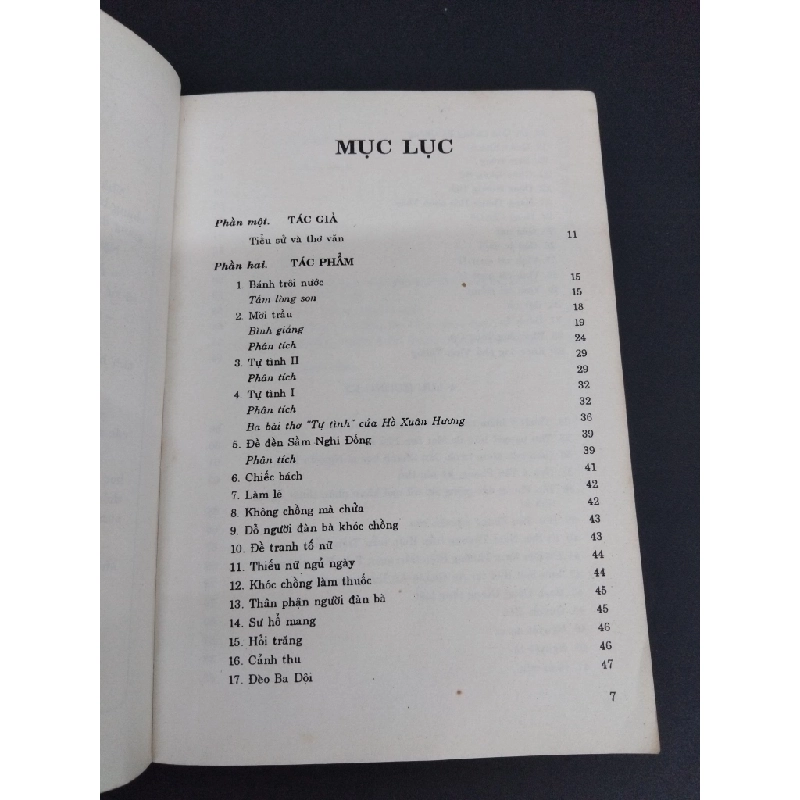 MỤC LỤC
Phần một. TÁC GIẢ
Tiểu sử và thơ văn 11
Phần hai. TÁC PHẨM
1. Bánh trôi nước 15
Tấm lòng son 15
2. Mời trầu 18
Bình giảng 19
Phân tích 24
3. Tự tình II 29
Phân tích 29
4. Tự tình I 32
Phân tích 32
Ba bài thơ "Tự tình" của Hồ Xuân Hương 36
5. Đề đền Sầm Nghi Đống 39
Phân tích 39
6. Chiếc bách 41
7. Làm lẽ 42
8. Không chồng mà chửa 42
9. Dỗ người đàn bà khóc chồng 43
10. Đề tranh tố nữ 43
11. Thiếu nữ ngủ ngày 44
12. Khóc chồng làm thuốc 44
13. Thân phận người đàn bà 45
14. Sư hổ mang 45
15. Hỏi trăng 46
16. Cảnh thu 46
17. Đèo Ba Dội 47
7